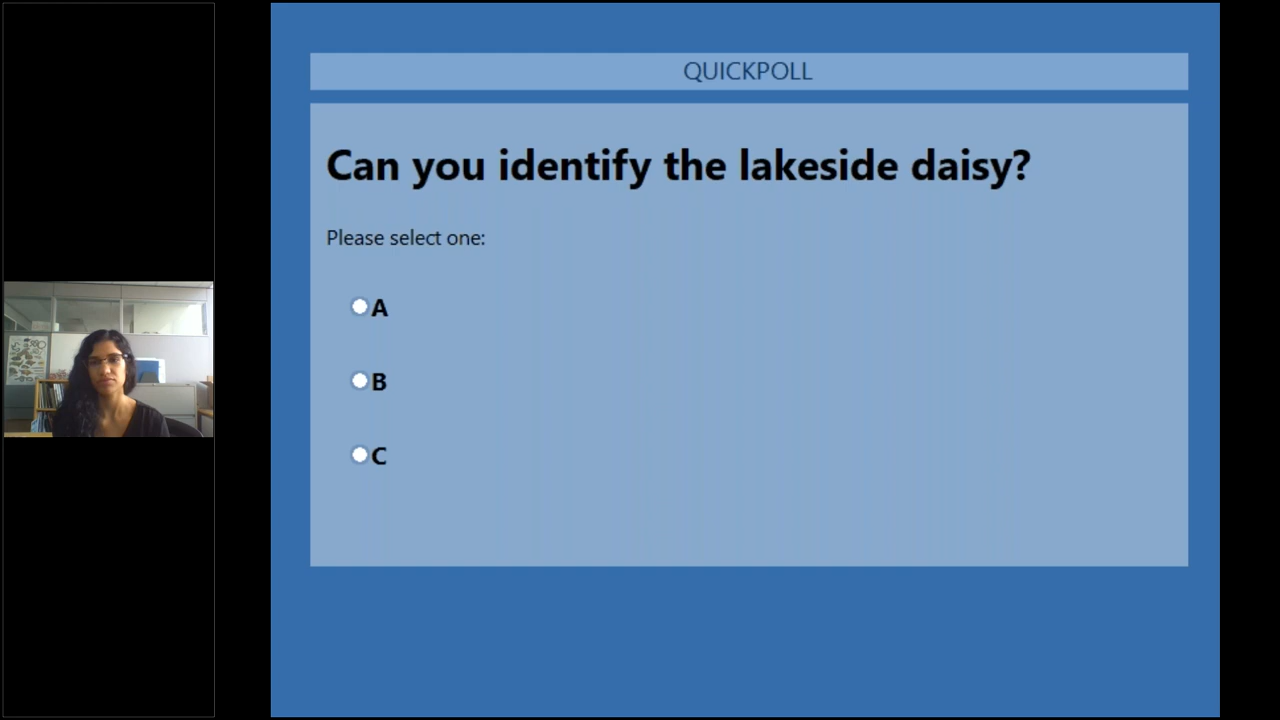 QUICKPOLL
Can you identify the lakeside daisy?
Please select one:
A
B
C